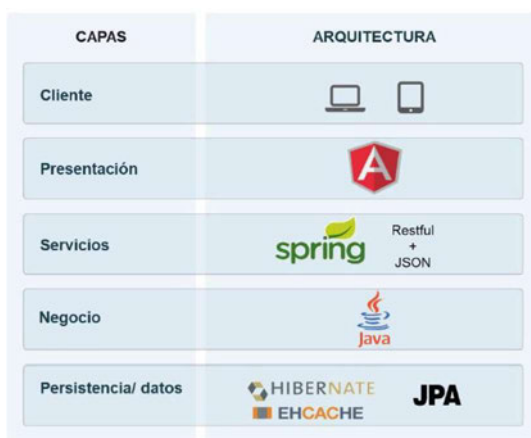 CAPAS
ARQUITECTURA
Cliente
Presentación
A
Servicios
spring
Restful
+
JSON
Negocio
Java
Persistencia/ datos
HIBERNATE
JPA
EHCACHE